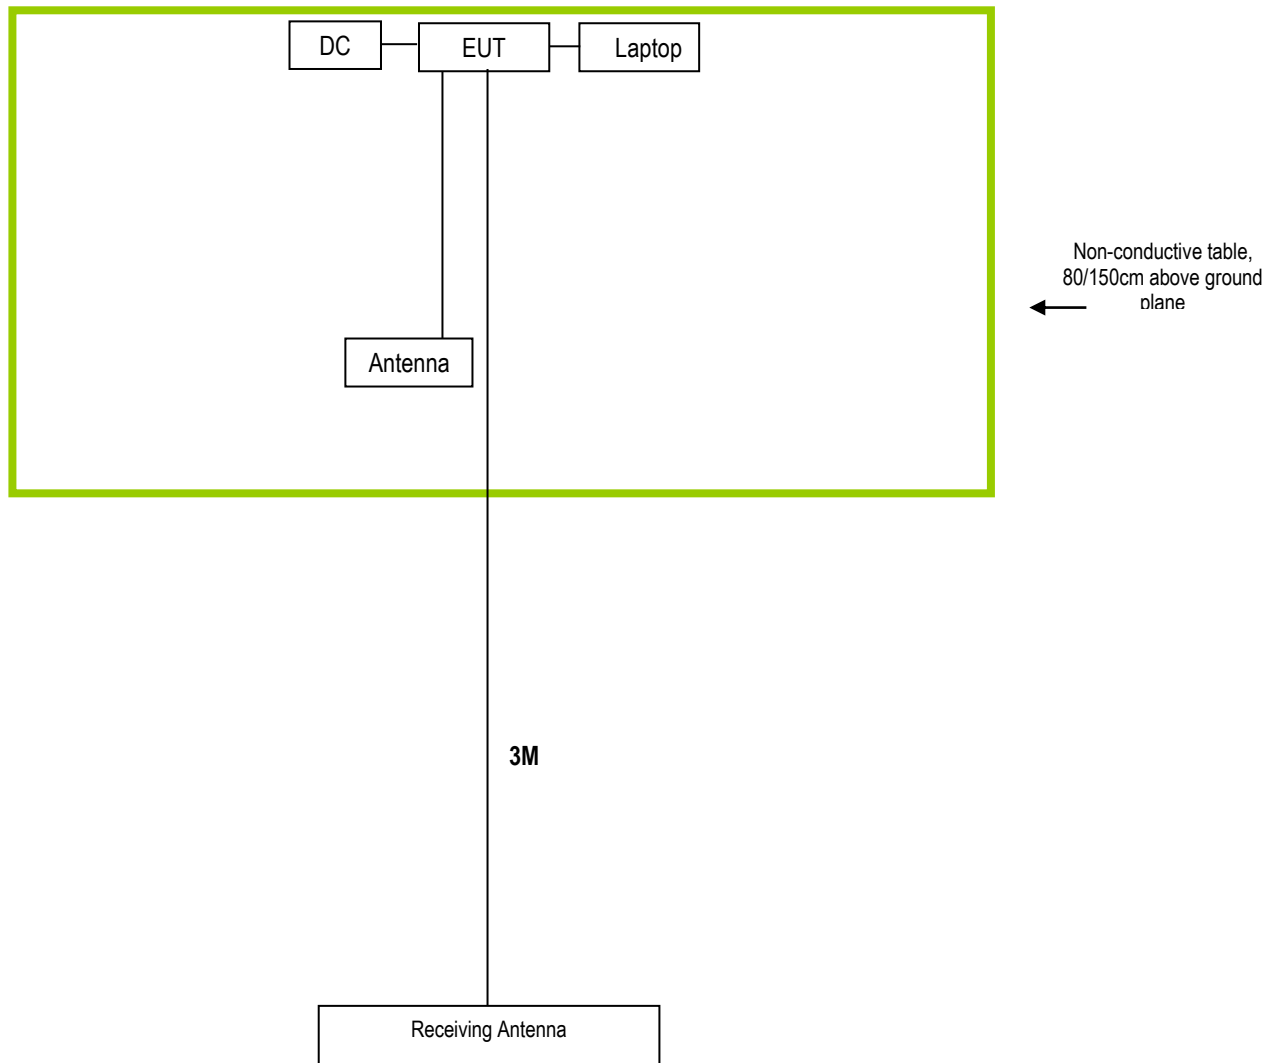 DC
EUT
Laptop
Non-conductive table,
80/150cm above ground
plane
Antenna
3M
Receiving Antenna